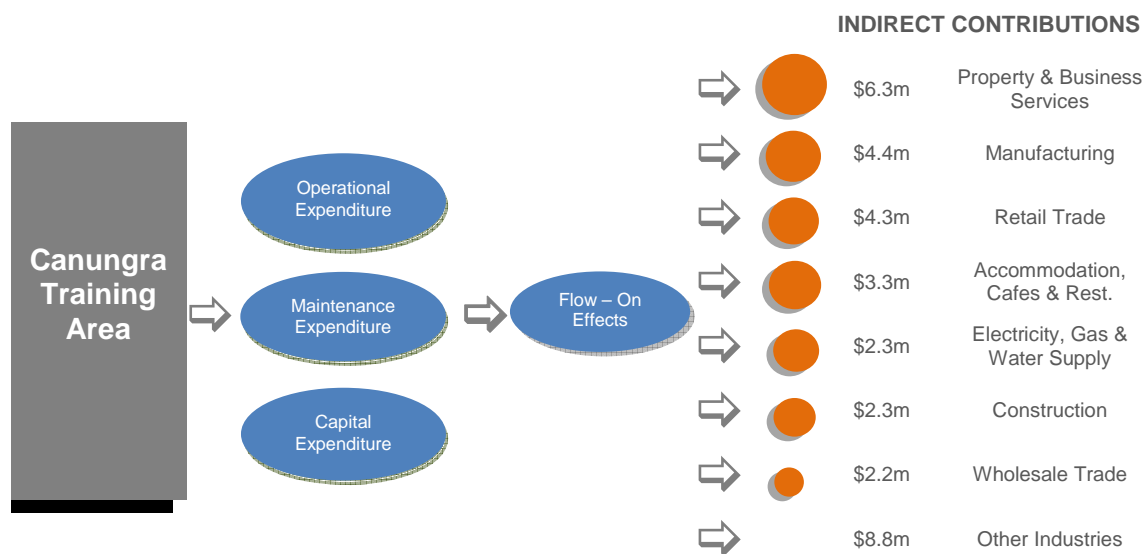 INDIRECT CONTRIBUTIONS
Canungra
Training
Area
Operational
Expenditure
Maintenance
Expenditure
Capital
Expenditure
Flow – On
Effects
$6.3m
Property & Business
Services
$4.4m
Manufacturing
$4.3m
Retail Trade
$3.3m
Accommodation,
Cafes & Rest.
$2.3m
Electricity, Gas &
Water Supply
$2.3m
Construction
$2.2m
Wholesale Trade
$8.8m
Other Industries